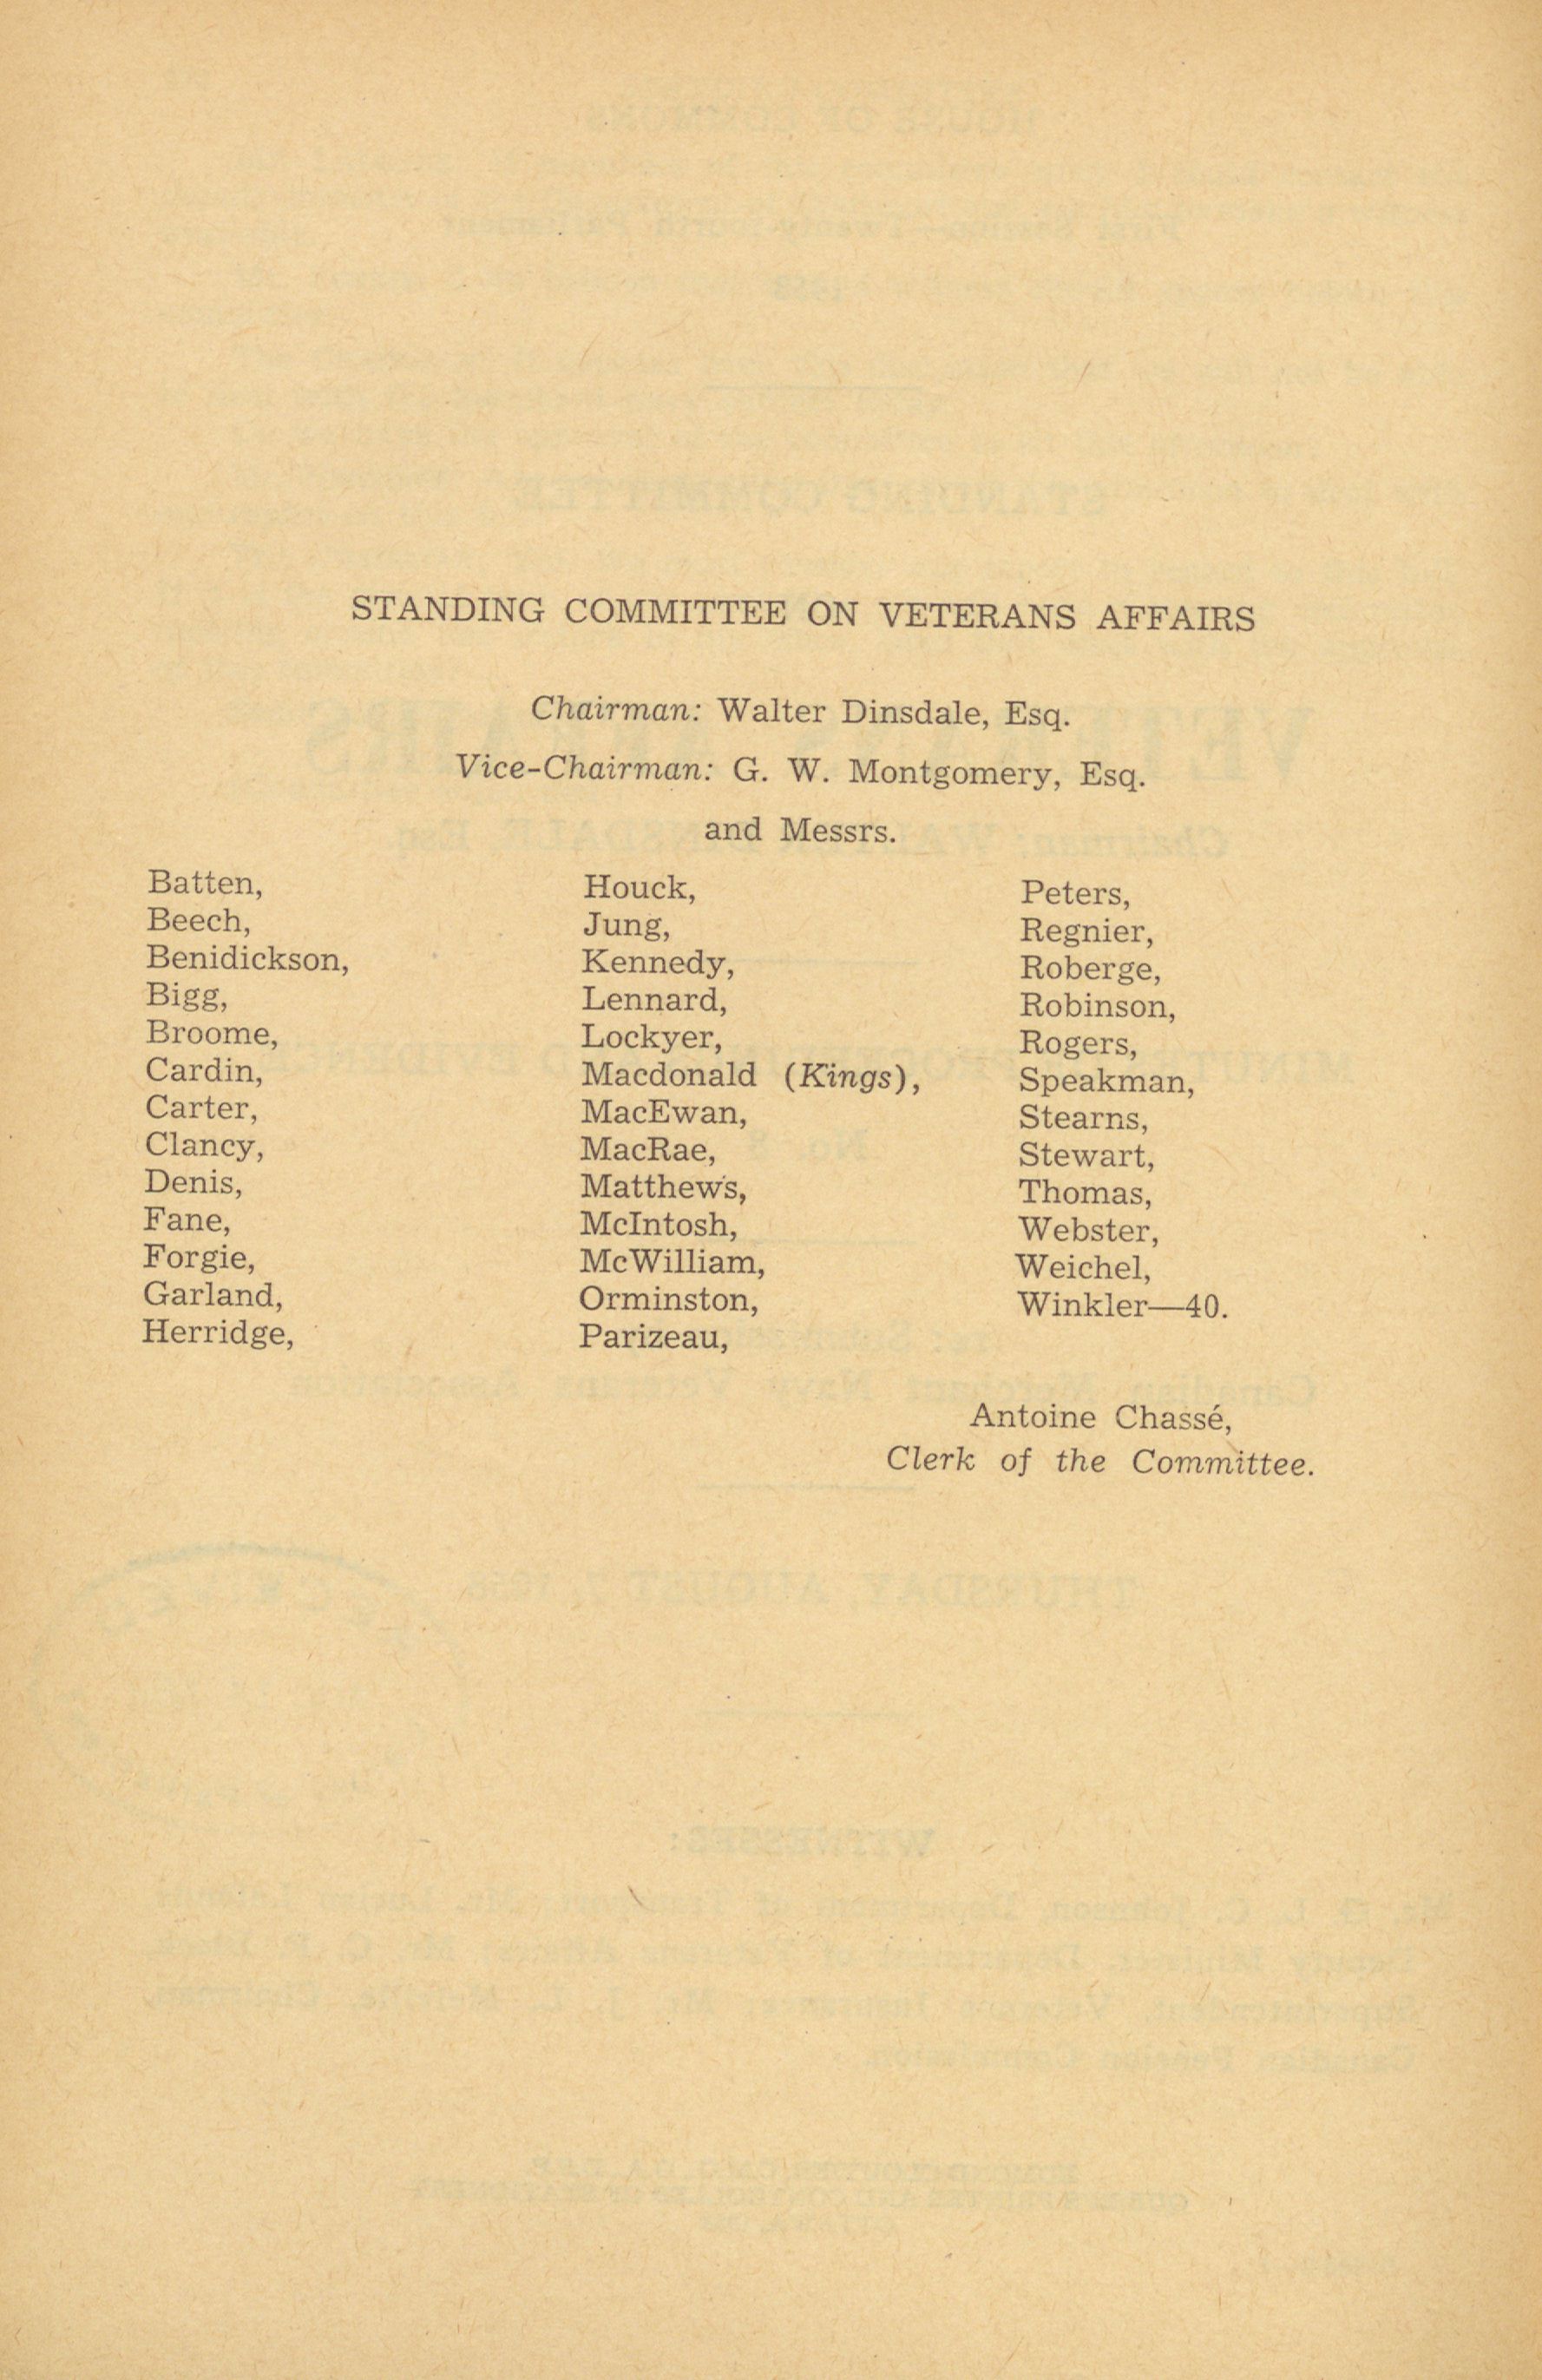 STANDING COMMITTEE ON VETERANS AFFAIRS
Chairman: Walter Dinsdale, Esq.
Vice-Chairman: G. W. Montgomery, Esq.
and Messrs.
Batten,
Beech,
Benidickson,
Bigg,
Broome,
Cardin,
Carter,
Clancy,
Denis,
Fane,
Forgie,
Garland,
Herridge,
Houck,
Jung,
Kennedy,
Lennard,
Lockyer,
Macdonald (Kings),
MacEwan,
MacRae,
Matthews,
McIntosh,
McWilliam,
Orminston,
Parizeau,
Peters,
Regnier,
Roberge,
Robinson,
Rogers,
Speakman,
Stearns,
Stewart,
Thomas,
Webster,
Weichel,
Winkler—40.
Antoine Chassé,
Clerk of the Committee.